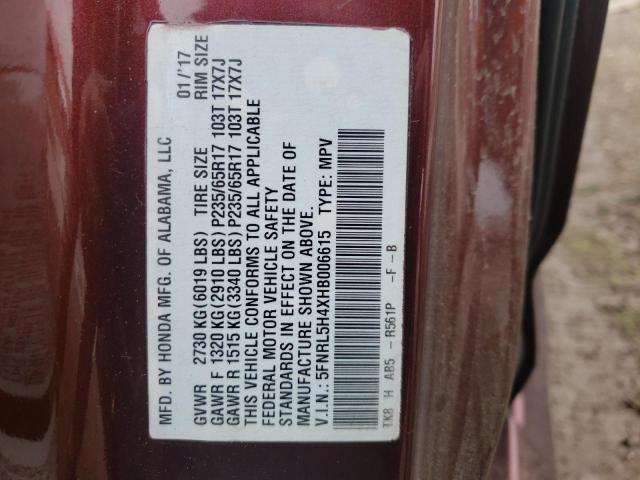 MFD. BY HONDA MFG. OF ALABAMA, LLC 01/'17
GVWR 2730 KG(6019 LBS) TIRE SIZE RIM SIZE
GAWR F 1320 KG(2910 LBS)P235/65R17 103T 17X7J
GAWR R 1515 KG(3340 LBS)P235/65R17 103T 17X7J
THIS VEHICLE CONFORMS TO ALL APPLICABLE
FEDERAL MOTOR VEHICLE SAFETY
STANDARDS IN EFFECT ON THE DATE OF
MANUFACTURE SHOWN ABOVE.
V.I.N.: 5FNRL5H4XHB006615 TYPE: MPV
TK8 H AB5 - R561P -F-B